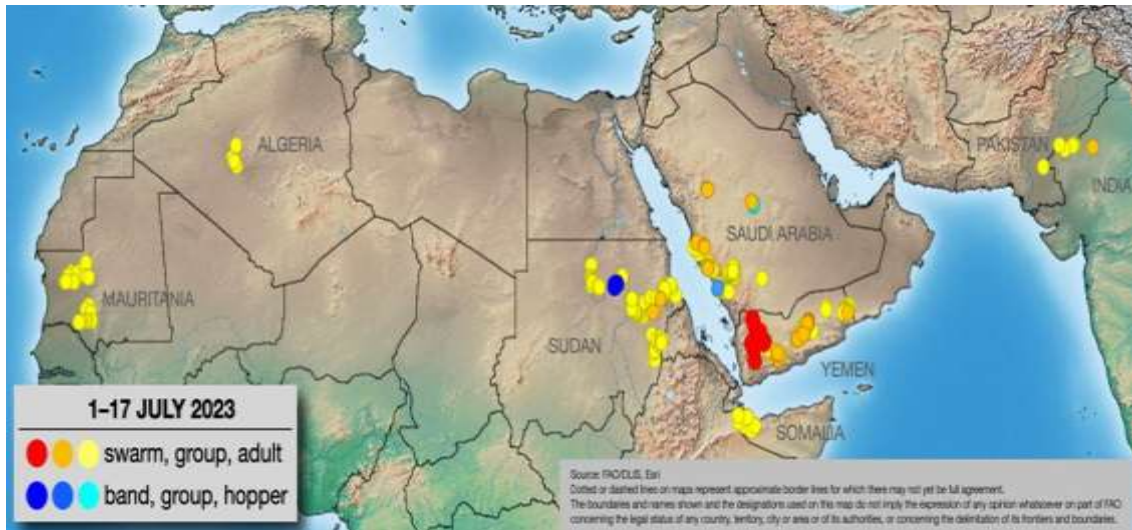 ALGERIA
PAKISTAN
INDIA
SAUDI ARABIA
MAURITANIA
SUDAN
YEMEN
SOMALIA
1–17 JULY 2023
swarm, group, adult
band, group, hopper
Source: FAO/DLIS, Esri
Dotted or dashed lines on maps represent approximate border lines for which there may not yet be full agreement.
The boundaries and names shown and the designations used on this map do not imply the expression of any opinion whatsoever on part of FAO
concerning the legal status of any country, territory, city or area or of its authorities, or concerning the delimitation of its frontiers and boundaries.